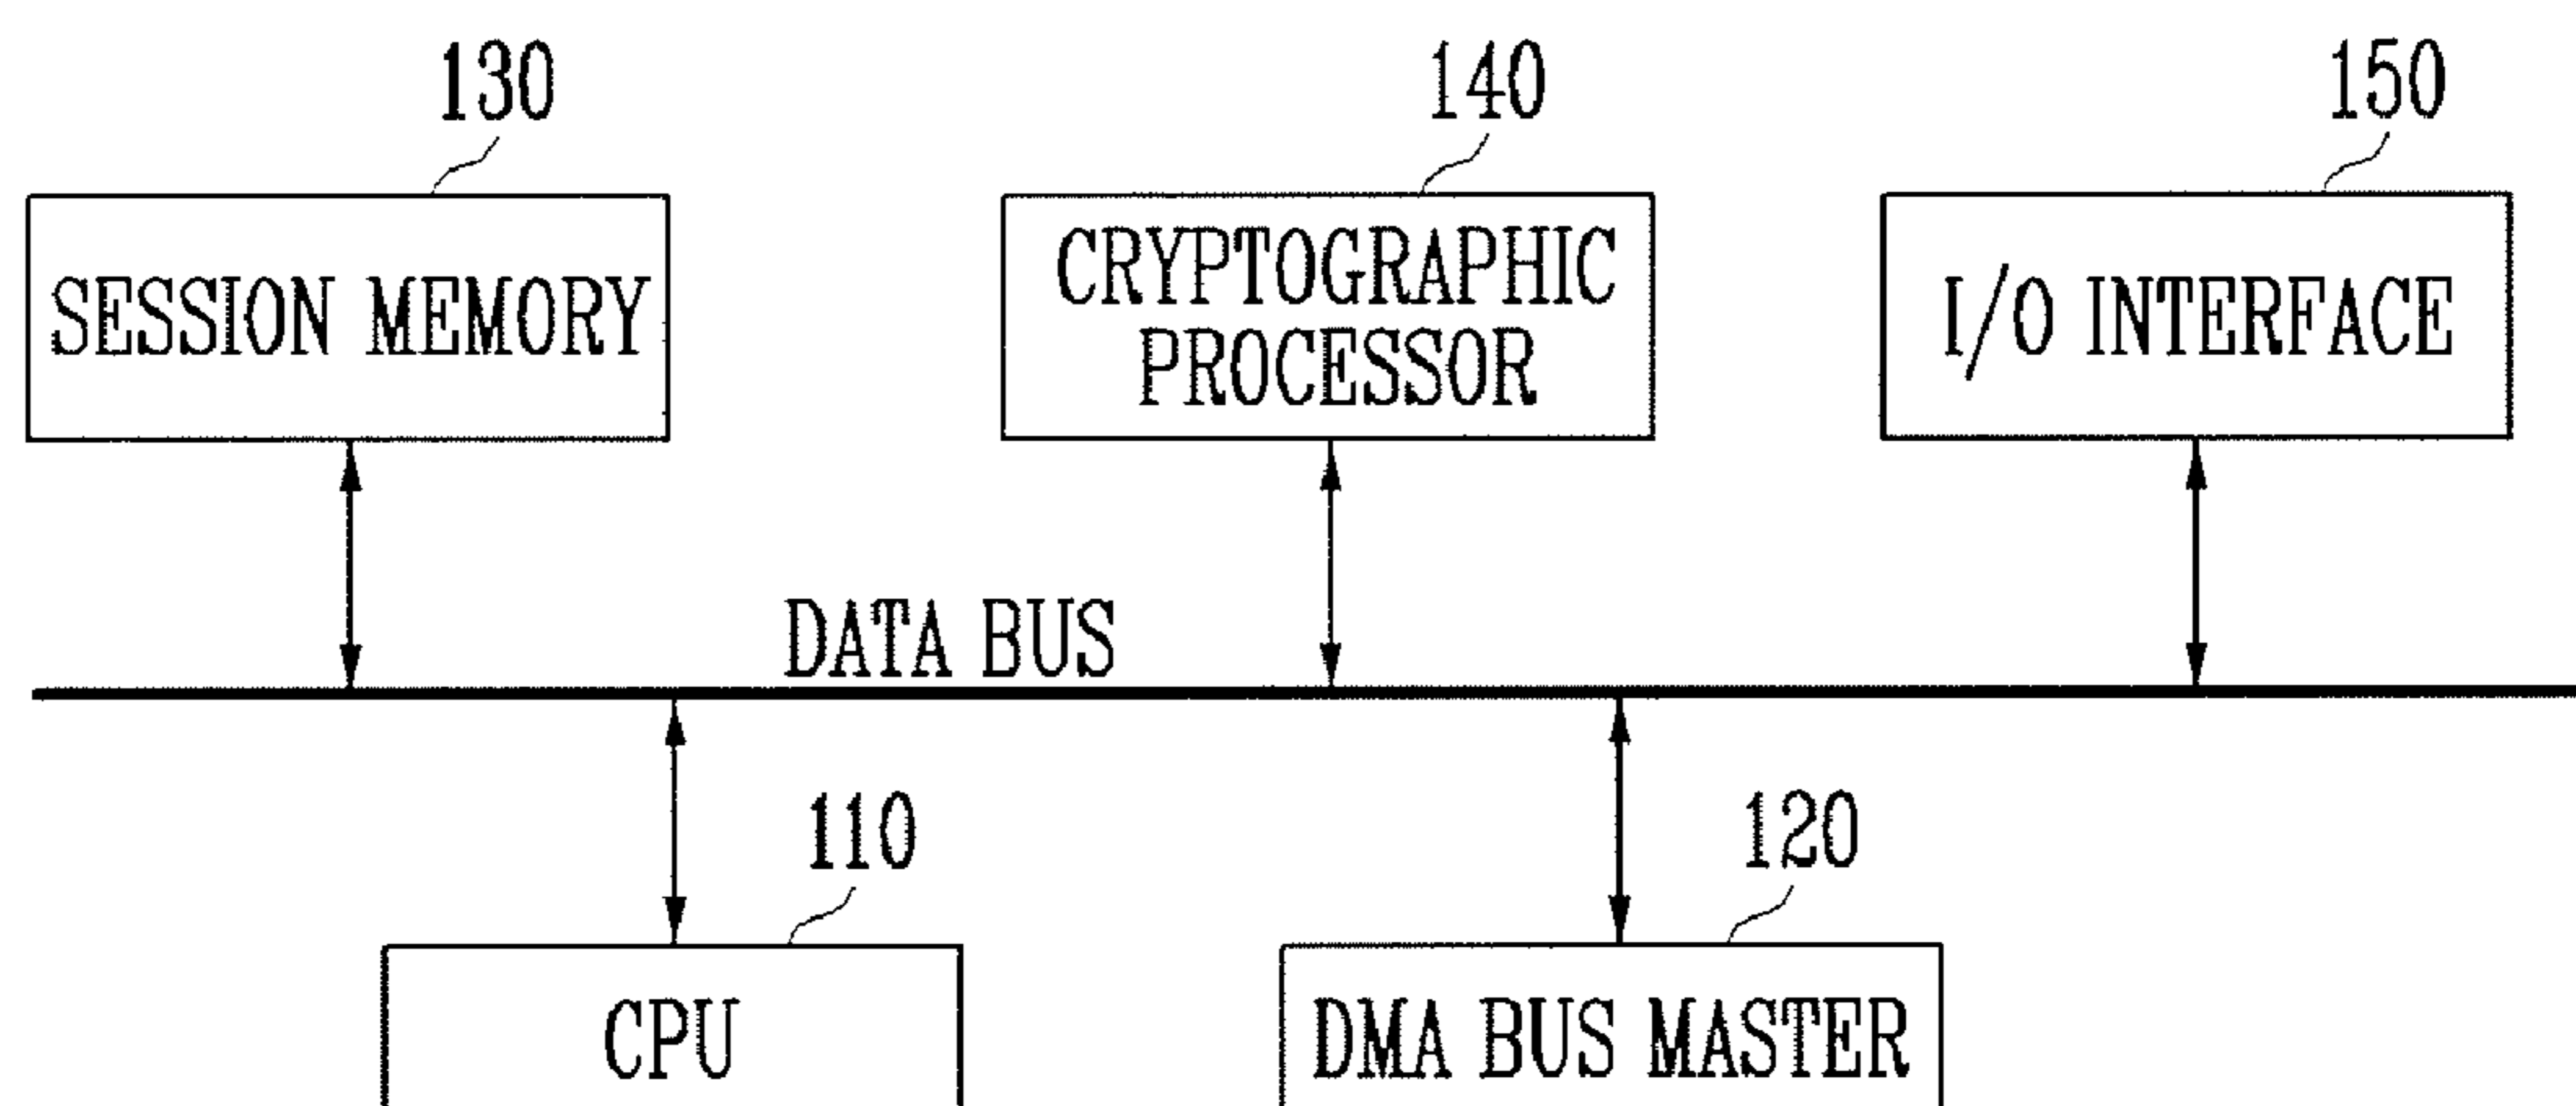 130
140
150
SESSION MEMORY
CRYPTOGRAPHIC
PROCESSOR
I/O INTERFACE
DATA BUS
110
120
CPU
DMA BUS MASTER